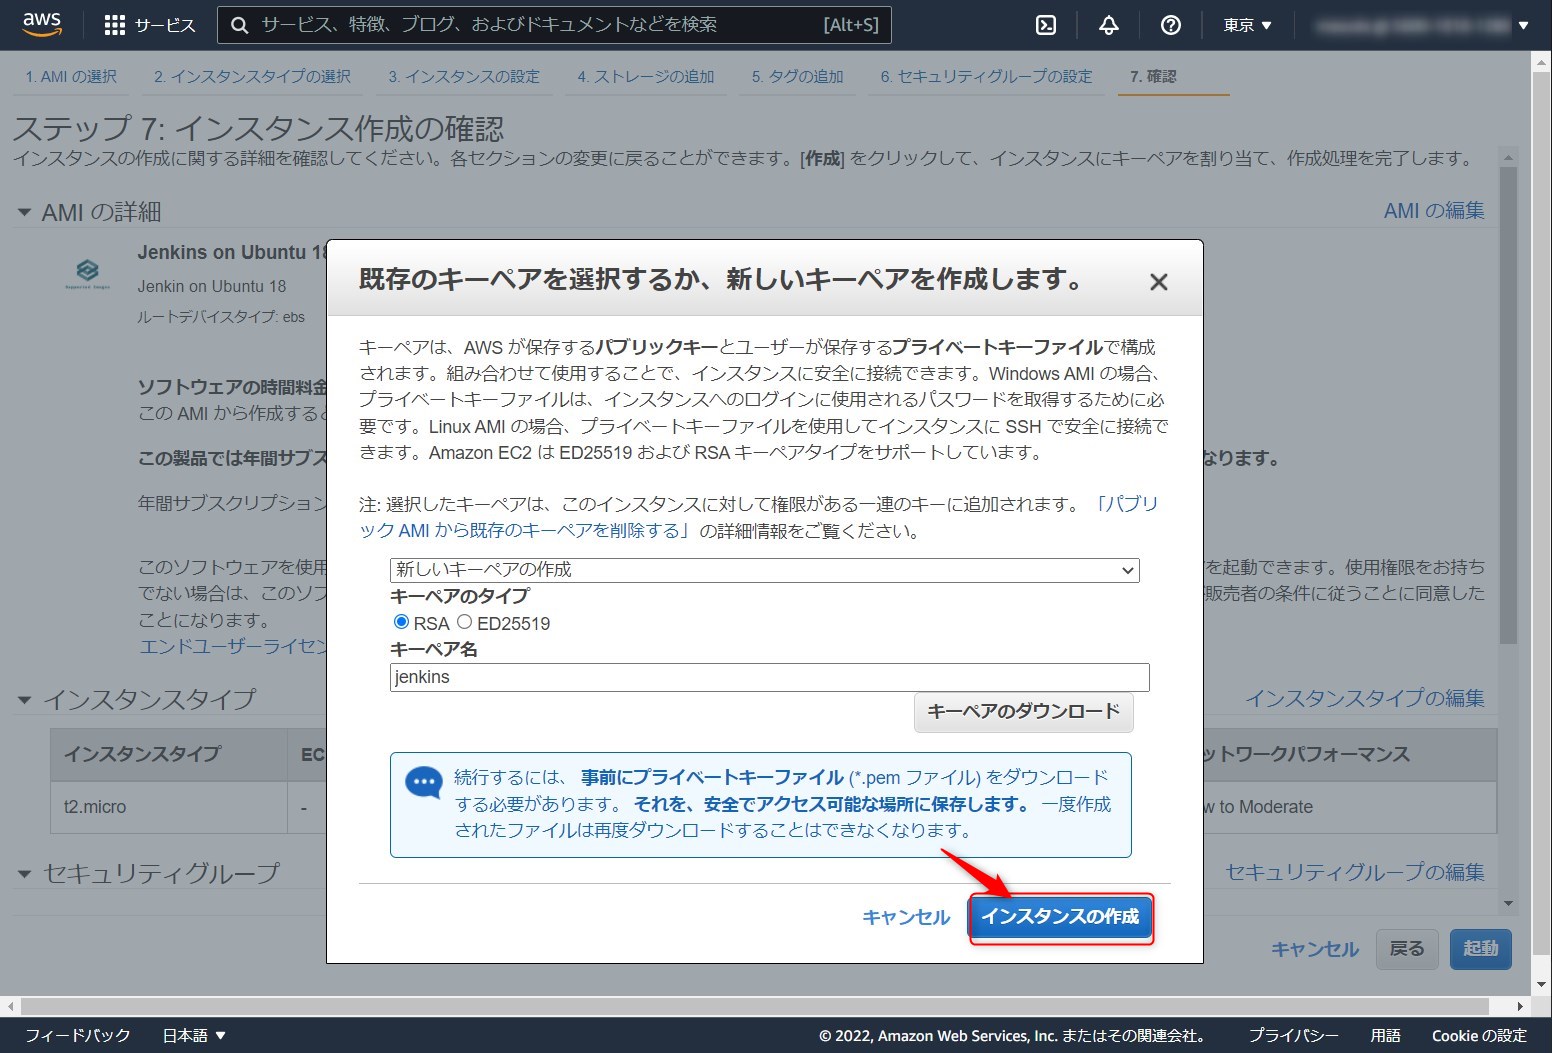 aws
サービス
サービス、特徴、ブログ、およびドキュメントなどを検索
[Alt+S]
東京 ▼
1. AMI の選択
2. インスタンスタイプの選択
3. インスタンスの設定
4. ストレージの追加
5. タグの追加
6. セキュリティグループの設定
7. 確認
ステップ 7: インスタンス作成の確認
インスタンスの作成に関する詳細を確認してください。各セクションの変更に戻ることができます。[作成] をクリックして、インスタンスにキーペアを割り当て、作成処理を完了します。
AMI の詳細
AMI の編集
Jenkins on Ubuntu 18
Jenkin on Ubuntu 18
ルートデバイスタイプ: ebs
ソフトウェアの時間料金
この AMI から作成すると
この製品では年間サブス
なります。
年間サブスクリプション
このソフトウェアを使用
を起動できます。使用権限をお持ち
でない場合は、このソフ
販売者の条件に従うことに同意した
ことになります。
エンドユーザーライセン
既存のキーペアを選択するか、新しいキーペアを作成します。
キーペアは、AWS が保存するパブリックキーとユーザーが保存するプライベートキーファイルで構成
されます。組み合わせて使用することで、インスタンスに安全に接続できます。Windows AMI の場合、
プライベートキーファイルは、インスタンスへのログインに使用されるパスワードを取得するために必
要です。Linux AMI の場合、プライベートキーファイルを使用してインスタンスに SSH で安全に接続で
きます。Amazon EC2 は ED25519 および RSA キーペアタイプをサポートしています。
注: 選択したキーペアは、このインスタンスに対して権限がある一連のキーに追加されます。 「パブリ
ック AMI から既存のキーペアを削除する」 の詳細情報をご覧ください。
新しいキーペアの作成
キーペアのタイプ
RSA ED25519
キーペア名
jenkins
キーペアのダウンロード
続行するには、 事前にプライベートキーファイル (*.pem ファイル) をダウンロード
する必要があります。 それを、安全でアクセス可能な場所に保存します。 一度作成
されたファイルは再度ダウンロードすることはできなくなります。
キャンセル
インスタンスの作成
インスタンスタイプ
インスタンスタイプの編集
インスタンスタイプ
EC
ットワークパフォーマンス
t2.micro
-
w to Moderate
セキュリティグループ
セキュリティグループの編集
キャンセル
戻る
起動
フィードバック
日本語 ▼
© 2022, Amazon Web Services, Inc. またはその関連会社。
プライバシー
用語
Cookie の設定